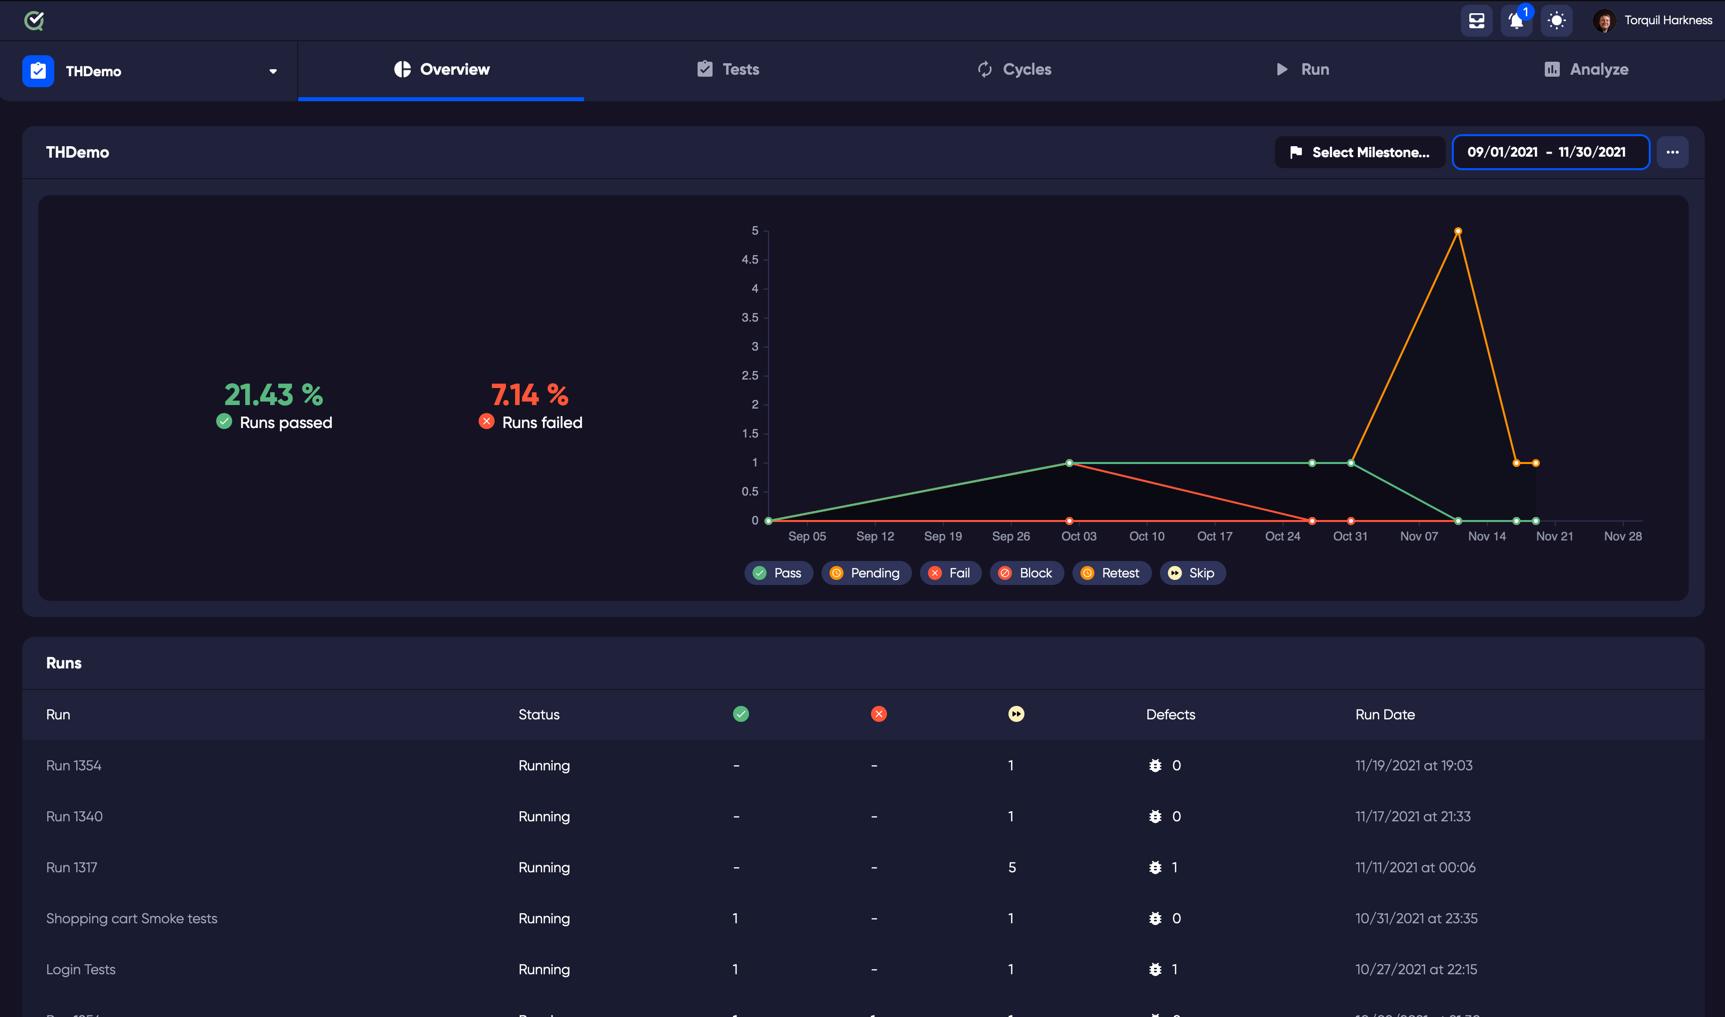 1
Torquil Harkness
THDemo
Overview
Tests
Cycles
Run
Analyze
THDemo
Select Milestone...
09/01/2021 - 11/30/2021
21.43 %
Runs passed
7.14 %
Runs failed
5
4.5
4
3.5
3
2.5
2
1.5
1
0.5
0
Sep 05 Sep 12 Sep 19 Sep 26 Oct 03 Oct 10 Oct 17 Oct 24 Oct 31 Nov 07 Nov 14 Nov 21 Nov 28
Pass Pending Fail Block Retest Skip
Runs
Run Status Defects Run Date
Run 1354 Running - - 1 0 11/19/2021 at 19:03
Run 1340 Running - - 1 0 11/17/2021 at 21:33
Run 1317 Running - - 5 1 11/11/2021 at 00:06
Shopping cart Smoke tests Running 1 - 1 0 10/31/2021 at 23:35
Login Tests Running 1 - 1 1 10/27/2021 at 22:15